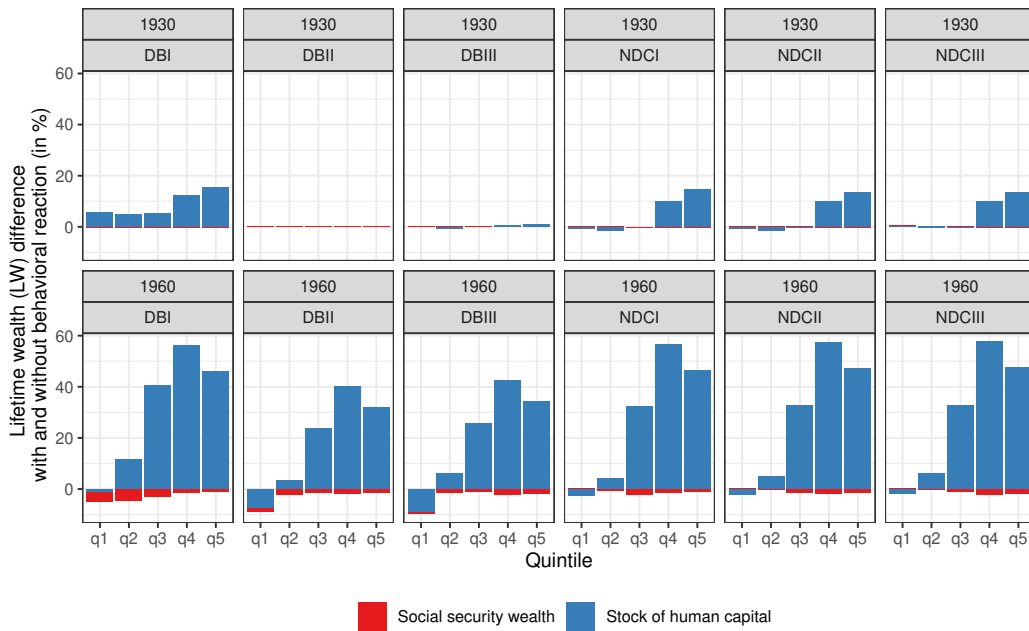 Lifetime wealth (LW) difference
with and without behavioral reaction (in %)
1930 1930 1930 1930 1930 1930
DBI DBII DBIII NDCI NDCII NDCIII
60
40
20
0
1960 1960 1960 1960 1960 1960
DBI DBII DBIII NDCI NDCII NDCIII
60
40
20
0
q1 q2 q3 q4 q5 q1 q2 q3 q4 q5 q1 q2 q3 q4 q5 q1 q2 q3 q4 q5 q1 q2 q3 q4 q5 q1 q2 q3 q4 q5
Quintile
Social security wealth Stock of human capital